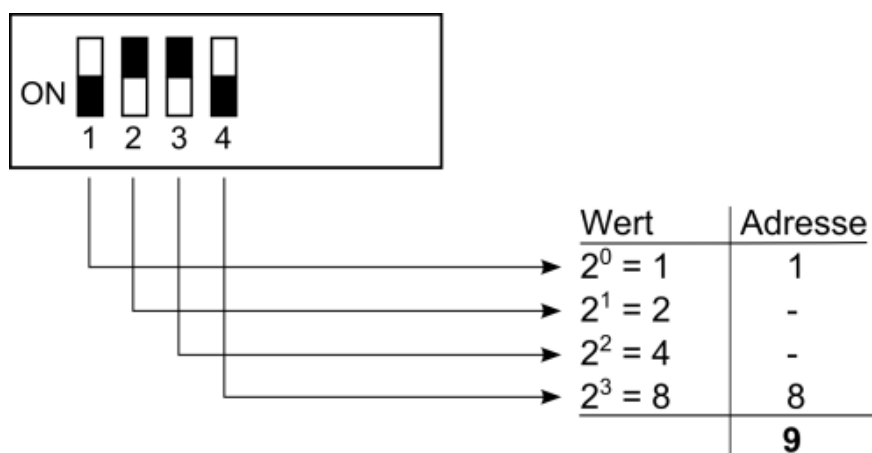 ON
1 2 3 4
Wert Adresse
2⁰ = 1 1
2¹ = 2 -
2² = 4 -
2³ = 8 8
9